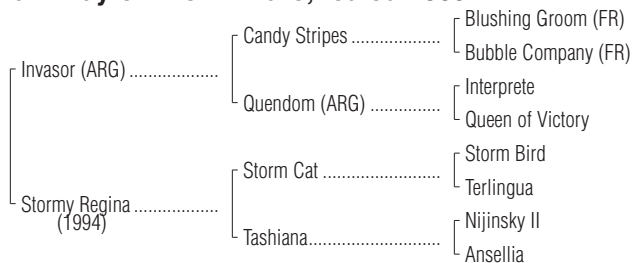 Blushing Groom (FR)
Candy Stripes
Bubble Company (FR)
Invasor (ARG)
Interprete
Quendom (ARG)
Queen of Victory
Storm Bird
Storm Cat
Terlingua
Stormy Regina
(1994)
Nijinsky II
Tashiana
Ansellia